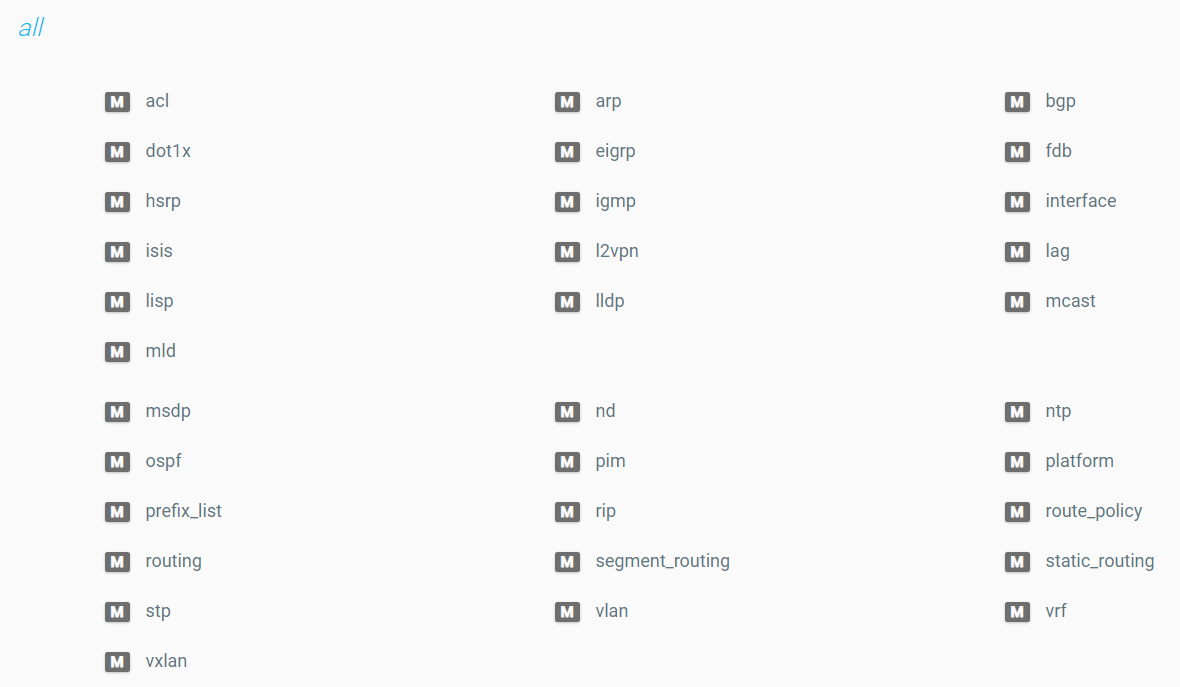 all
M acl M arp M bgp
M dot1x M eigrp M fdb
M hsrp M igmp M interface
M isis M l2vpn M lag
M lisp M lldp M mcast
M mld
M msdp M nd M ntp
M ospf M pim M platform
M prefix_list M rip M route_policy
M routing M segment_routing M static_routing
M stp M vlan M vrf
M vxlan